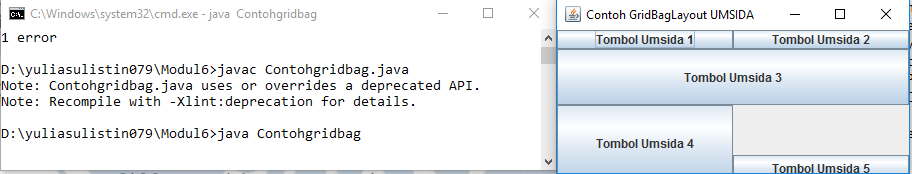 C:\Windows\system32\cmd.exe - java  Contohgridbag
1 error
D:\yuliasulistin079\Modul6>javac Contohgridbag.java
Note: Contohgridbag.java uses or overrides a deprecated API.
Note: Recompile with -Xlint:deprecation for details.
D:\yuliasulistin079\Modul6>java Contohgridbag
Contoh GridBagLayout UMSIDA
Tombol Umsida 1
Tombol Umsida 2
Tombol Umsida 3
Tombol Umsida 4
Tombol Umsida 5